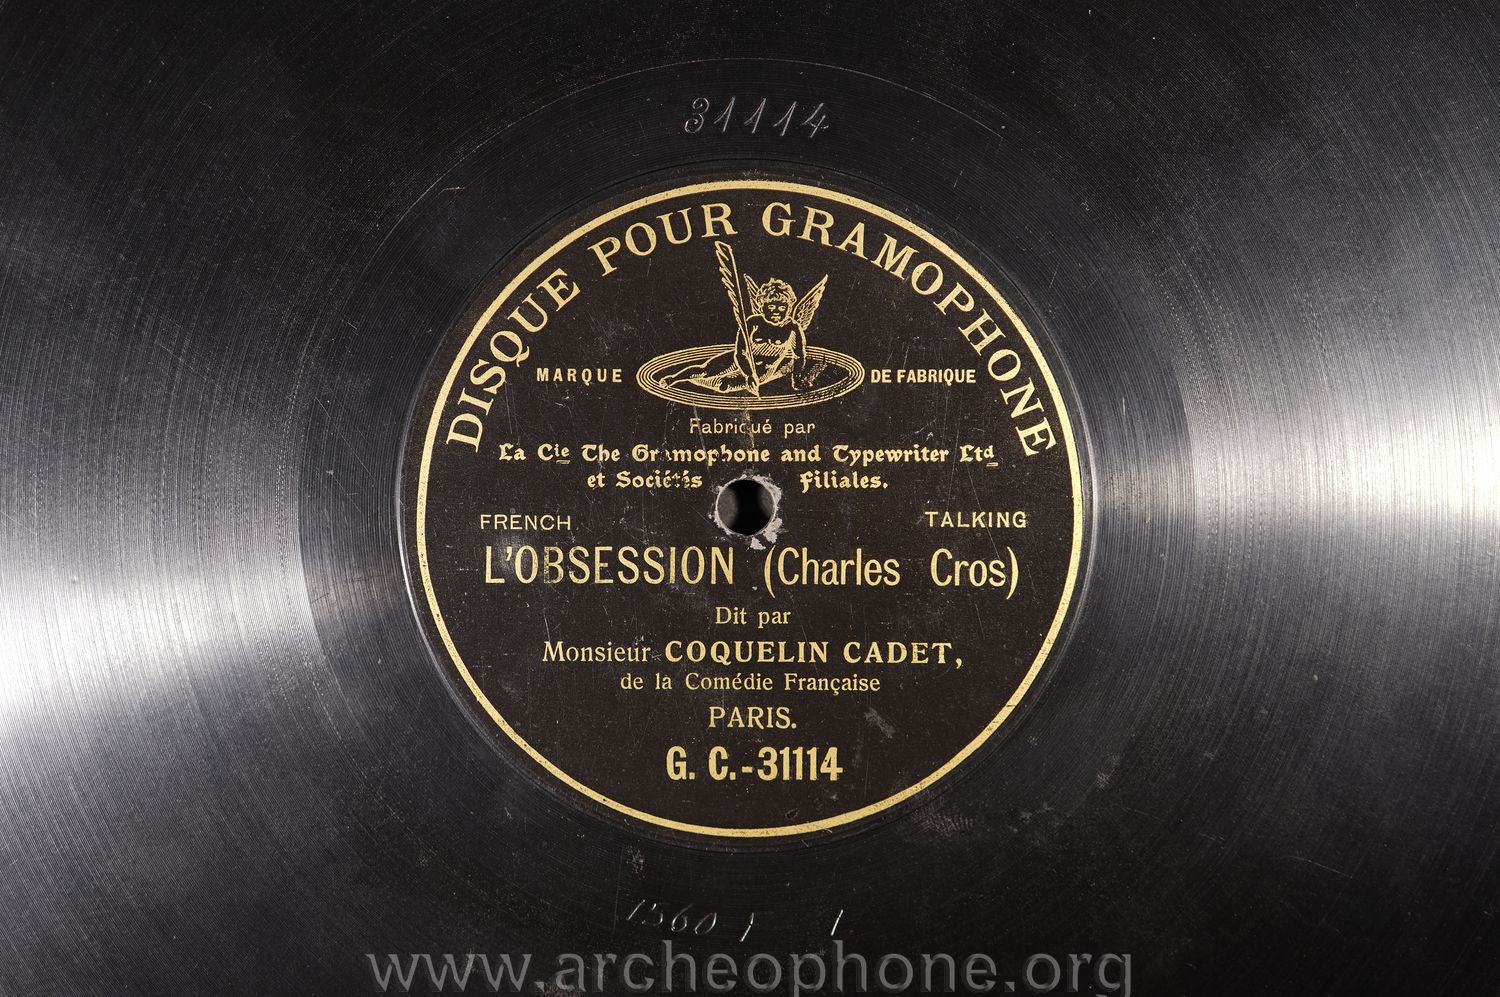 31114
DISQUE POUR GRAMOPHONE
MARQUE DE FABRIQUE
Fabriqué par
La Cie The Gramophone and Typewriter Ltd
et Sociétés filiales.
FRENCH TALKING
L'OBSESSION (Charles Cros)
Dit par
Monsieur COQUELIN CADET,
de la Comédie Française
PARIS.
G. C.-31114
1560 F 1
www.archeophone.org